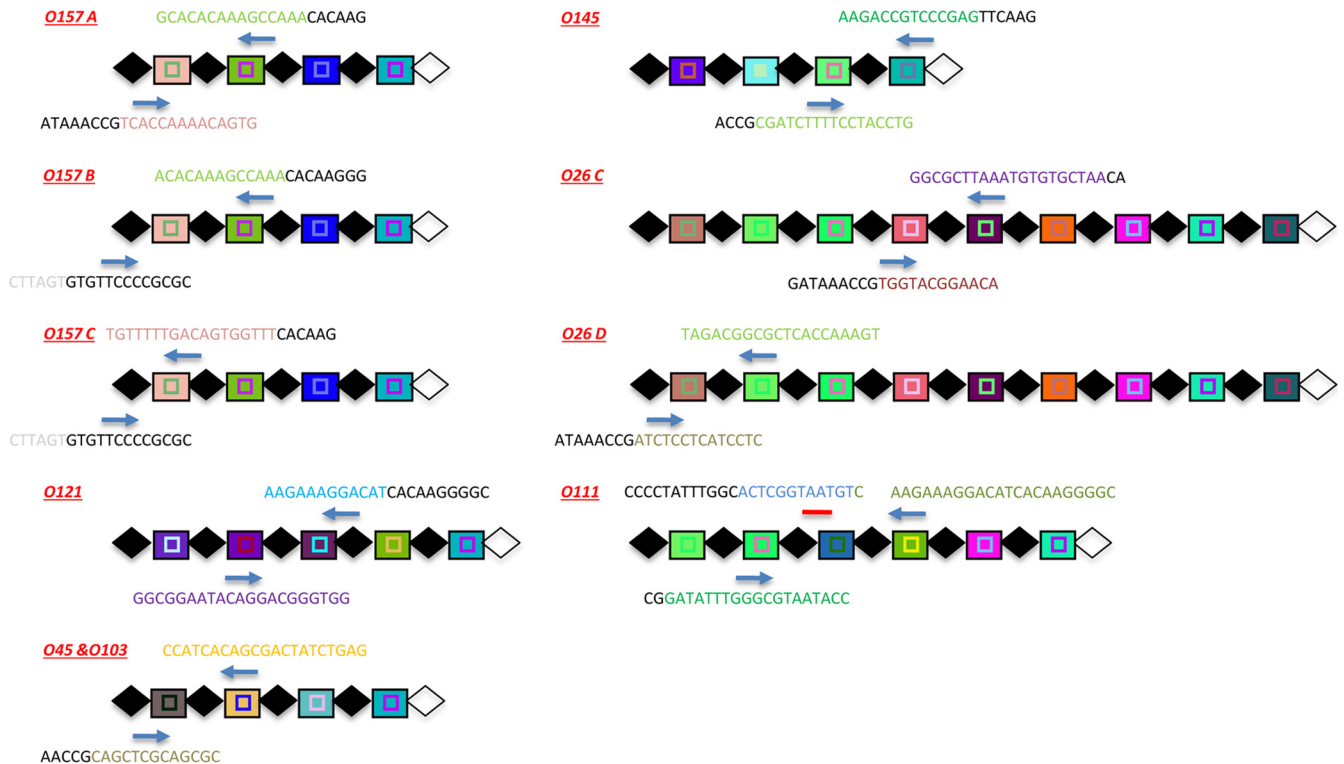 O157 A GCACACAAAGCCAAACACAAG
ATAAACCGTCACCAAAACAGTG
O145 AAGACCGTCCCGAGTTCAAG
ACCGCGATCTTTTCCTACCTG
O157 B ACACAAAGCCAAACACAAGGG
CTTAGTGTGTTCCCCGCGC
O26 C GGCGCTTAAATGTGTGCTAACA
GATAAACCGTGGTACGGAACA
O157 C TGTTTTTGACAGTGGTTTCACAAG
CTTAGTGTGTTCCCCGCGC
O26 D TAGACGGCGCTCACCAAAGT
ATAAACCGATCTCCTCATCCTC
O121 AAGAAAGGACATCACAAGGGGC
GGCGGAATACAGGACGGGTGG
O111 CCCCTATTTGGCACTCGGTAATGTC AAGAAAGGACATCACAAGGGGC
CGGATATTTGGGCGTAATACC
O45 &O103 CCATCACAGCGACTATCTGAG
AACCGCAGCTCGCAGCGC